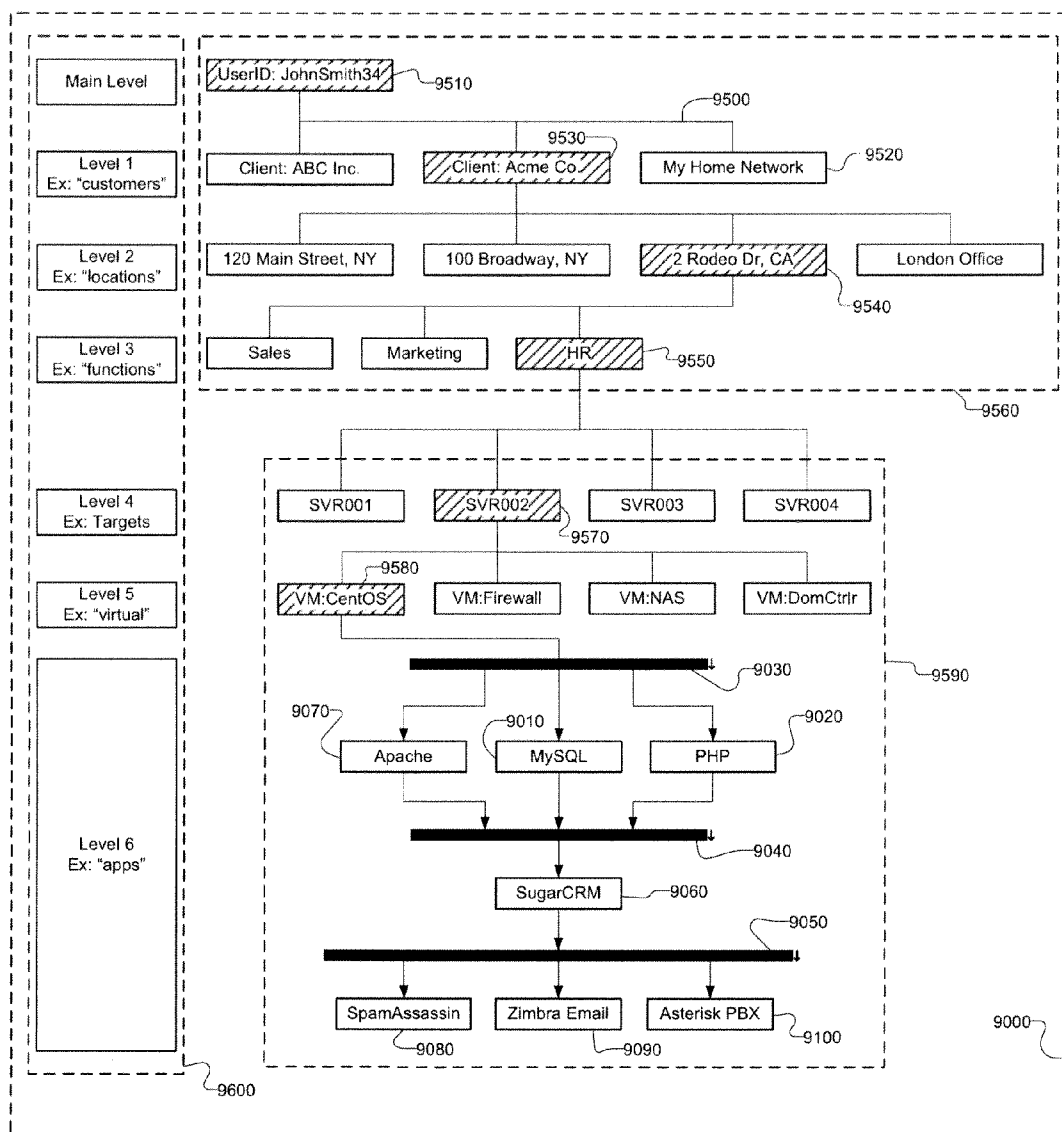 Main Level
UserID: JohnSmith34
9510
9500
9530
Level 1
Ex: “customers”
Client: ABC Inc.
Client: Acme Co.
My Home Network
9520
Level 2
Ex: “locations”
120 Main Street, NY
100 Broadway, NY
2 Rodeo Dr, CA
London Office
9540
Level 3
Ex: “functions”
Sales
Marketing
HR
9550
9560
Level 4
Ex: Targets
SVR001
SVR002
SVR003
SVR004
9570
9580
Level 5
Ex: “virtual”
VM:CentOS
VM:Firewall
VM:NAS
VM:DomCtrlr
9030
9590
9070
9010
9020
Apache
MySQL
PHP
Level 6
Ex: “apps”
9040
SugarCRM
9060
9050
SpamAssassin
Zimbra Email
Asterisk PBX
9080
9090
9100
9000
9600